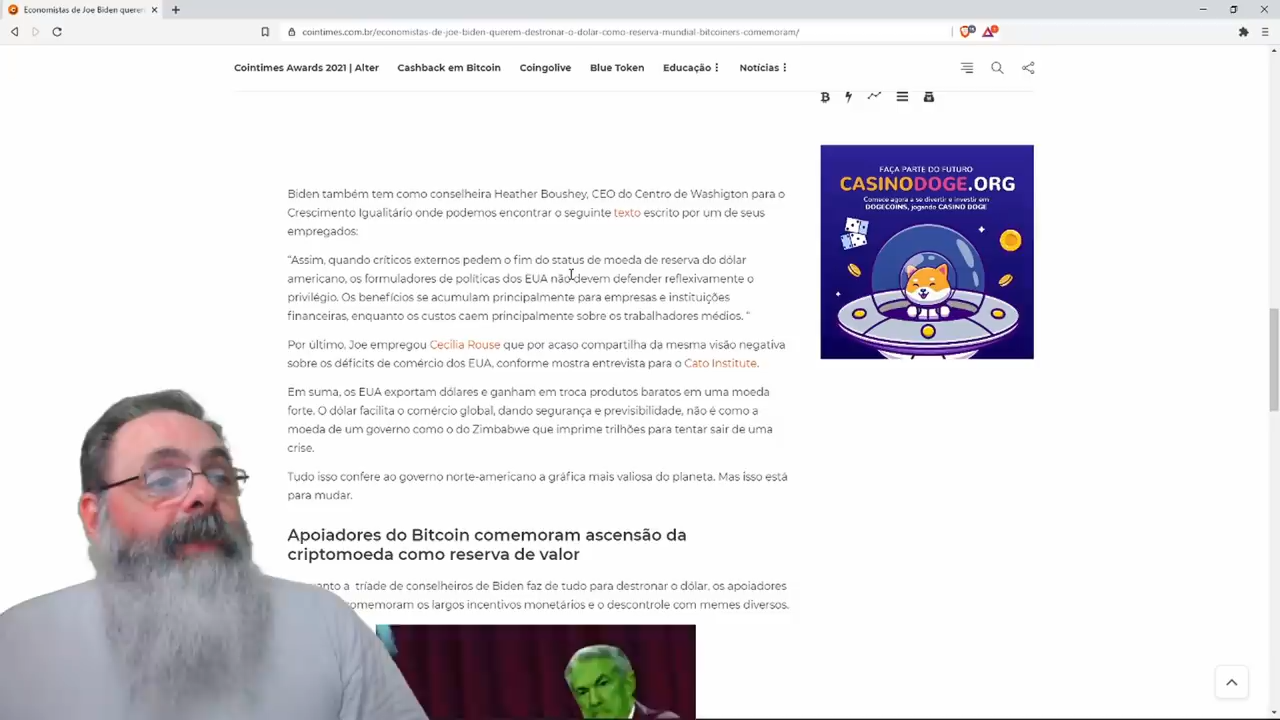 Economistas de Joe Biden querem
cointimes.com.br/economistas-de-joe-biden-querem-destronar-o-dolar-como-reserva-mundial-bitcoiners-comemoram/
Cointimes Awards 2021 | Alter
Cashback em Bitcoin
Coingolive
Blue Token
Educação
Notícias
Biden também tem como conselheira Heather Boushey, CEO do Centro de Washigton para o
Crescimento Igualitário onde podemos encontrar o seguinte texto escrito por um de seus
empregados:
“Assim, quando críticos externos pedem o fim do status de moeda de reserva do dólar
americano, os formuladores de políticas dos EUA não devem defender reflexivamente o
privilégio. Os benefícios se acumulam principalmente para empresas e instituições
financeiras, enquanto os custos caem principalmente sobre os trabalhadores médios. ”
Por último, Joe empregou Cecilia Rouse que por acaso compartilha da mesma visão negativa
sobre os déficits de comércio dos EUA, conforme mostra entrevista para o Cato Institute.
Em suma, os EUA exportam dólares e ganham em troca produtos baratos em uma moeda
forte. O dólar facilita o comércio global, dando segurança e previsibilidade, não é como a
moeda de um governo como o do Zimbabwe que imprime trilhões para tentar sair de uma
crise.
Tudo isso confere ao governo norte-americano a gráfica mais valiosa do planeta. Mas isso está
para mudar.
Apoiadores do Bitcoin comemoram ascensão da
criptomoeda como reserva de valor
a tríade de conselheiros de Biden faz de tudo para destronar o dólar, os apoiadores
comemoram os largos incentivos monetários e o descontrole com memes diversos.
FAÇA PARTE DO FUTURO
CASINODOGE.ORG
Comece agora a se divertir e investir em
DOGECOINS, jogando CASINO DOGE